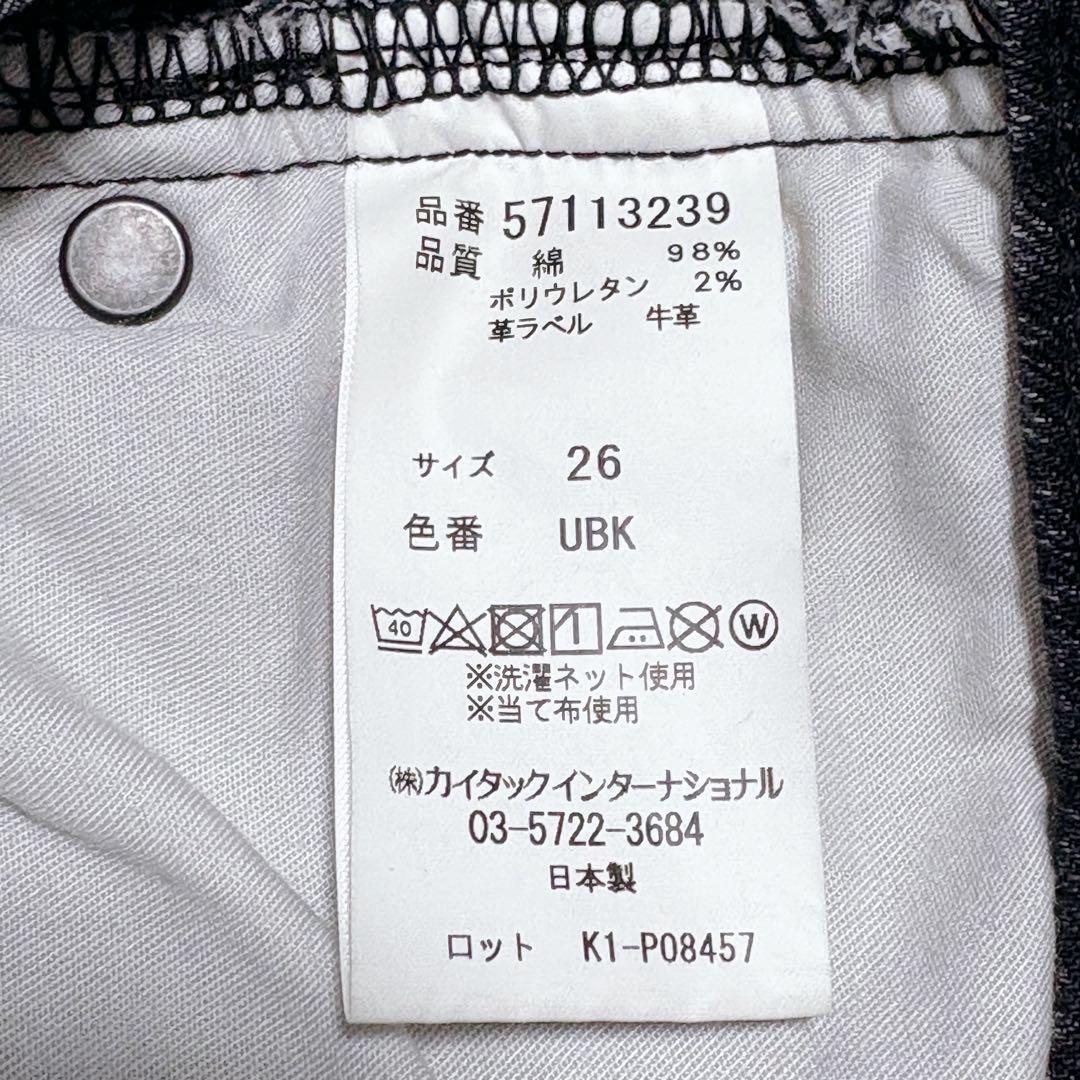 品番 57113239
品質 綿 98%
ポリウレタン 2%
革ラベル 牛革
サイズ 26
色番 UBK
40 W
※洗濯ネット使用
※当て布使用
㈱カイタックインターナショナル
03-5722-3684
日本製
ロット K1-P08457